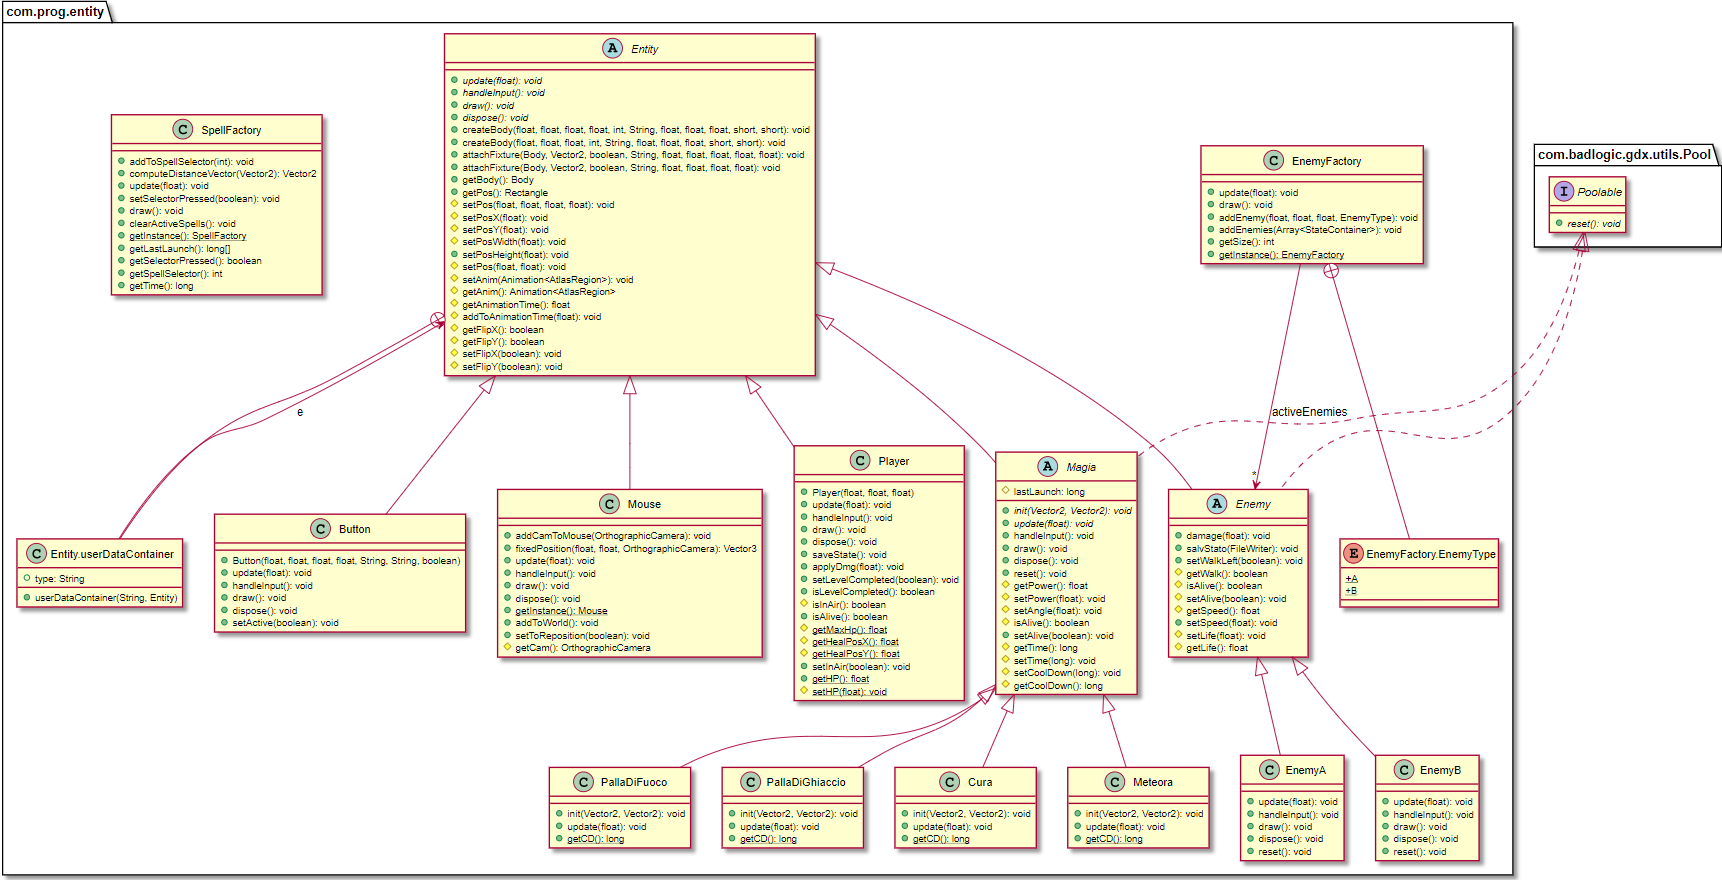 com.prog.entity
A Entity
update(float): void
handleInput(): void
draw(): void
dispose(): void
createBody(float, float, float, float, int, String, float, float, float, short, short): void
createBody(float, float, float, int, String, float, float, float, short, short): void
attachFixture(Body, Vector2, boolean, String, float, float, float, float, float): void
attachFixture(Body, Vector2, boolean, String, float, float, float, float): void
getBody(): Body
getPos(): Rectangle
setPos(float, float, float, float): void
setPosX(float): void
setPosY(float): void
setPosWidth(float): void
setPosHeight(float): void
setPos(float, float): void
setAnim(Animation<AtlasRegion>): void
getAnim(): Animation<AtlasRegion>
getAnimationTime(): float
addToAnimationTime(float): void
getFlipX(): boolean
getFlipY(): boolean
setFlipX(boolean): void
setFlipY(boolean): void
C SpellFactory
addToSpellSelector(int): void
computeDistanceVector(Vector2): Vector2
update(float): void
setSelectorPressed(boolean): void
draw(): void
clearActiveSpells(): void
getInstance(): SpellFactory
getLastLaunch(): long[]
getSelectorPressed(): boolean
getSpellSelector(): int
getTime(): long
C EnemyFactory
update(float): void
draw(): void
addEnemy(float, float, float, EnemyType): void
addEnemies(Array<StateContainer>): void
getSize(): int
getInstance(): EnemyFactory
com.badlogic.gdx.utils.Pool
I Poolable
reset(): void
e
activeEnemies
*
C Entity.userDataContainer
type: String
userDataContainer(String, Entity)
C Button
Button(float, float, float, float, String, String, boolean)
update(float): void
handleInput(): void
draw(): void
dispose(): void
setActive(boolean): void
C Mouse
addCamToMouse(OrthographicCamera): void
fixedPosition(float, float, OrthographicCamera): Vector3
update(float): void
handleInput(): void
draw(): void
dispose(): void
getInstance(): Mouse
addToWorld(): void
setToReposition(boolean): void
getCam(): OrthographicCamera
C Player
Player(float, float, float)
update(float): void
handleInput(): void
draw(): void
dispose(): void
saveState(): void
applyDmg(float): void
setLevelCompleted(boolean): void
isLevelCompleted(): boolean
isInAir(): boolean
isAlive(): boolean
getMaxHp(): float
getHealPosX(): float
getHealPosY(): float
setInAir(boolean): void
getHP(): float
setHP(float): void
A Magia
lastLaunch: long
init(Vector2, Vector2): void
update(float): void
handleInput(): void
draw(): void
dispose(): void
reset(): void
getPower(): float
setPower(float): void
setAngle(float): void
isAlive(): boolean
setAlive(boolean): void
getTime(): long
setTime(long): void
setCoolDown(long): void
getCoolDown(): long
A Enemy
damage(float): void
salvStato(FileWriter): void
setWalkLeft(boolean): void
getWalk(): boolean
isAlive(): boolean
setAlive(boolean): void
getSpeed(): float
setSpeed(float): void
setLife(float): void
getLife(): float
E EnemyFactory.EnemyType
+A
+B
C PallaDiFuoco
init(Vector2, Vector2): void
update(float): void
getCD(): long
C PallaDiGhiaccio
init(Vector2, Vector2): void
update(float): void
getCD(): long
C Cura
init(Vector2, Vector2): void
update(float): void
getCD(): long
C Meteora
init(Vector2, Vector2): void
update(float): void
getCD(): long
C EnemyA
update(float): void
handleInput(): void
draw(): void
dispose(): void
reset(): void
C EnemyB
update(float): void
handleInput(): void
draw(): void
dispose(): void
reset(): void